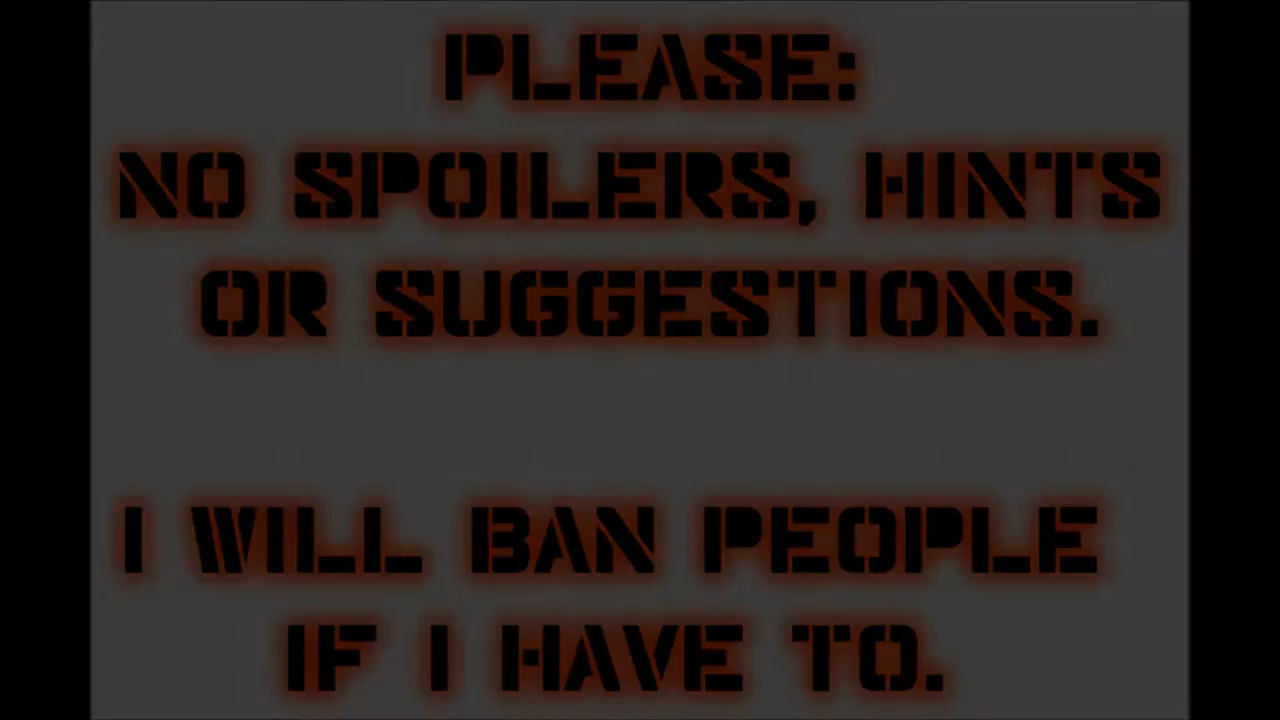 PLEASE:
NO SPOILERS, HINTS
OR SUGGESTIONS.
I WILL BAN PEOPLE
IF I HAVE TO.